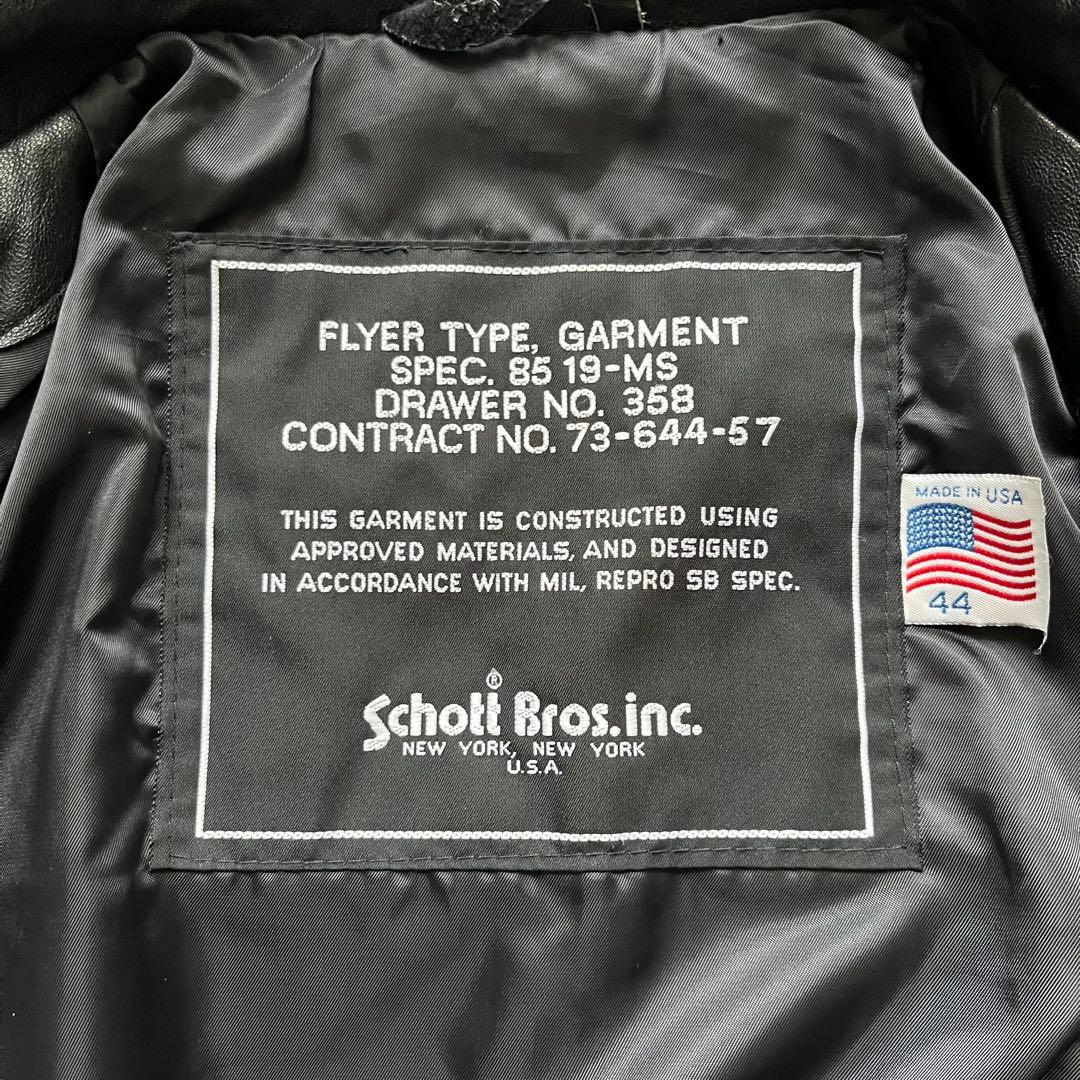 FLYER TYPE, GARMENT
SPEC. 8519-MS
DRAWER NO. 358
CONTRACT NO. 73-644-57
THIS GARMENT IS CONSTRUCTED USING
APPROVED MATERIALS, AND DESIGNED
IN ACCORDANCE WITH MIL, REPRO SB SPEC.
Schott® Bros. inc.
NEW YORK, NEW YORK
U.S.A.
MADE IN USA
44